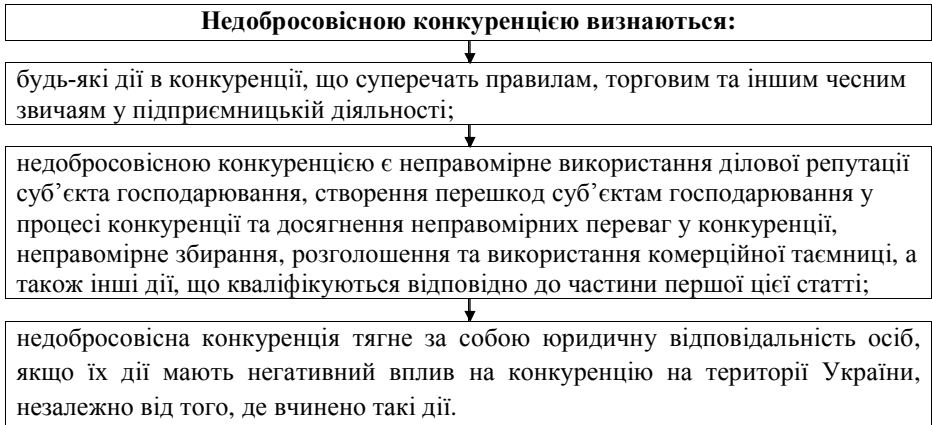 Недобросовісною конкуренцією визнаються:
будь-які дії в конкуренції, що суперечать правилам, торговим та іншим чесним
звичаям у підприємницькій діяльності;
недобросовісною конкуренцією є неправомірне використання ділової репутації
суб’єкта господарювання, створення перешкод суб’єктам господарювання у
процесі конкуренції та досягнення неправомірних переваг у конкуренції,
неправомірне збирання, розголошення та використання комерційної таємниці, а
також інші дії, що кваліфікуються відповідно до частини першої цієї статті;
недобросовісна конкуренція тягне за собою юридичну відповідальність осіб,
якщо їх дії мають негативний вплив на конкуренцію на території України,
незалежно від того, де вчинено такі дії.